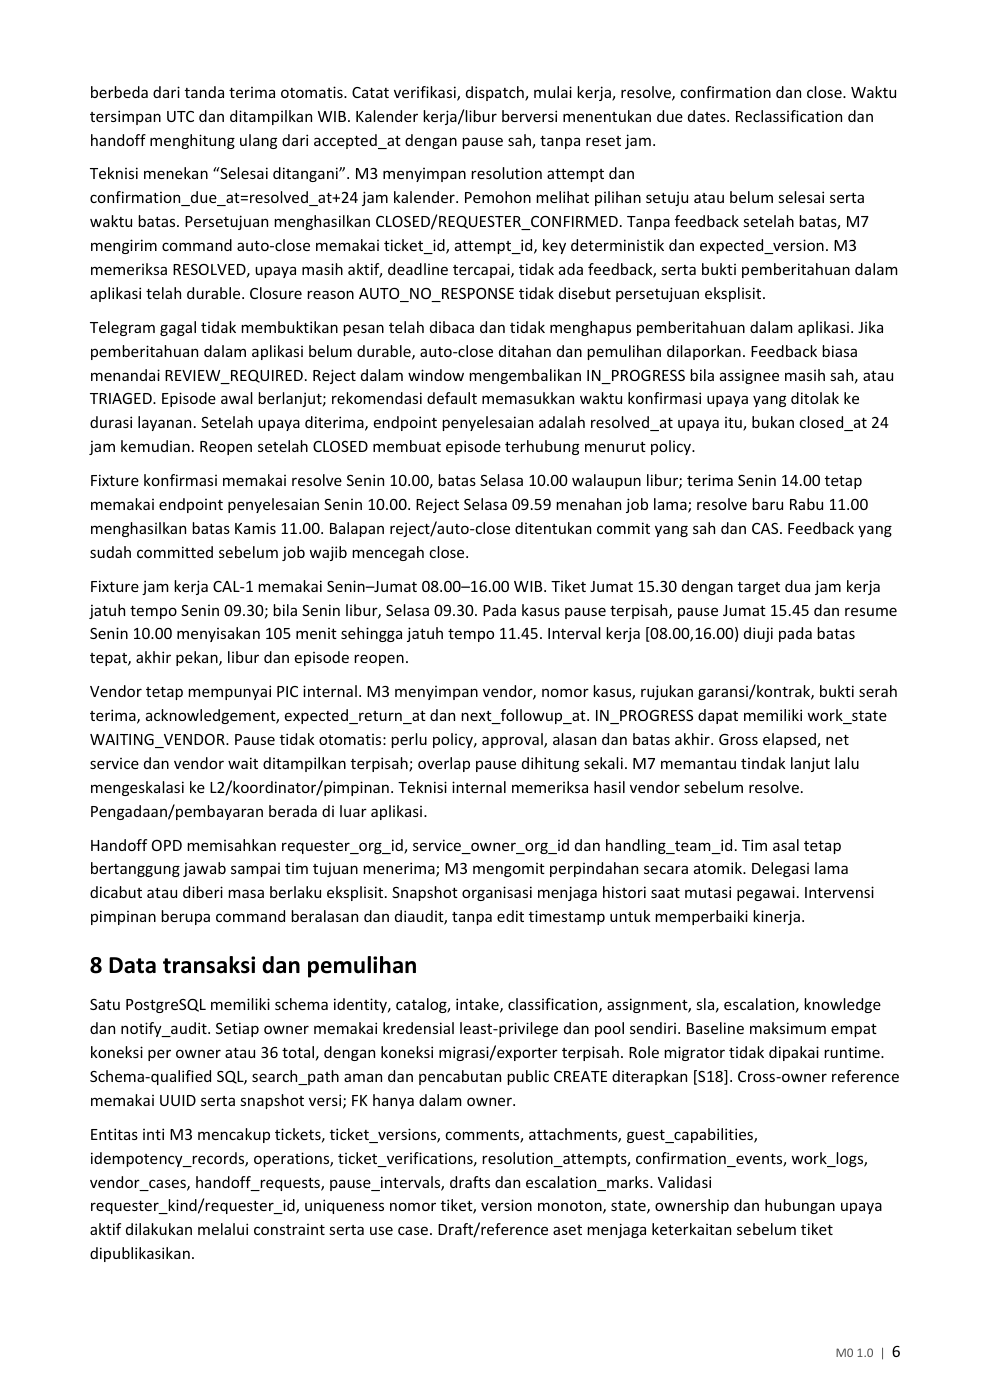 berbeda dari tanda terima otomatis. Catat verifikasi, dispatch, mulai kerja, resolve, confirmation dan close. Waktu
tersimpan UTC dan ditampilkan WIB. Kalender kerja/libur berversi menentukan due dates. Reclassification dan
handoff menghitung ulang dari accepted_at dengan pause sah, tanpa reset jam.
Teknisi menekan “Selesai ditangani”. M3 menyimpan resolution attempt dan
confirmation_due_at=resolved_at+24 jam kalender. Pemohon melihat pilihan setuju atau belum selesai serta
waktu batas. Persetujuan menghasilkan CLOSED/REQUESTER_CONFIRMED. Tanpa feedback setelah batas, M7
mengirim command auto-close memakai ticket_id, attempt_id, key deterministik dan expected_version. M3
memeriksa RESOLVED, upaya masih aktif, deadline tercapai, tidak ada feedback, serta bukti pemberitahuan dalam
aplikasi telah durable. Closure reason AUTO_NO_RESPONSE tidak disebut persetujuan eksplisit.
Telegram gagal tidak membuktikan pesan telah dibaca dan tidak menghapus pemberitahuan dalam aplikasi. Jika
pemberitahuan dalam aplikasi belum durable, auto-close ditahan dan pemulihan dilaporkan. Feedback biasa
menandai REVIEW_REQUIRED. Reject dalam window mengembalikan IN_PROGRESS bila assignee masih sah, atau
TRIAGED. Episode awal berlanjut; rekomendasi default memasukkan waktu konfirmasi upaya yang ditolak ke
durasi layanan. Setelah upaya diterima, endpoint penyelesaian adalah resolved_at upaya itu, bukan closed_at 24
jam kemudian. Reopen setelah CLOSED membuat episode terhubung menurut policy.
Fixture konfirmasi memakai resolve Senin 10.00, batas Selasa 10.00 walaupun libur; terima Senin 14.00 tetap
memakai endpoint penyelesaian Senin 10.00. Reject Selasa 09.59 menahan job lama; resolve baru Rabu 11.00
menghasilkan batas Kamis 11.00. Balapan reject/auto-close ditentukan commit yang sah dan CAS. Feedback yang
sudah committed sebelum job wajib mencegah close.
Fixture jam kerja CAL-1 memakai Senin–Jumat 08.00–16.00 WIB. Tiket Jumat 15.30 dengan target dua jam kerja
jatuh tempo Senin 09.30; bila Senin libur, Selasa 09.30. Pada kasus pause terpisah, pause Jumat 15.45 dan resume
Senin 10.00 menyisakan 105 menit sehingga jatuh tempo 11.45. Interval kerja [08.00,16.00) diuji pada batas
tepat, akhir pekan, libur dan episode reopen.
Vendor tetap mempunyai PIC internal. M3 menyimpan vendor, nomor kasus, rujukan garansi/kontrak, bukti serah
terima, acknowledgement, expected_return_at dan next_followup_at. IN_PROGRESS dapat memiliki work_state
WAITING_VENDOR. Pause tidak otomatis: perlu policy, approval, alasan dan batas akhir. Gross elapsed, net
service dan vendor wait ditampilkan terpisah; overlap pause dihitung sekali. M7 memantau tindak lanjut lalu
mengeskalasi ke L2/koordinator/pimpinan. Teknisi internal memeriksa hasil vendor sebelum resolve.
Pengadaan/pembayaran berada di luar aplikasi.
Handoff OPD memisahkan requester_org_id, service_owner_org_id dan handling_team_id. Tim asal tetap
bertanggung jawab sampai tim tujuan menerima; M3 mengomit perpindahan secara atomik. Delegasi lama
dicabut atau diberi masa berlaku eksplisit. Snapshot organisasi menjaga histori saat mutasi pegawai. Intervensi
pimpinan berupa command beralasan dan diaudit, tanpa edit timestamp untuk memperbaiki kinerja.
8 Data transaksi dan pemulihan
Satu PostgreSQL memiliki schema identity, catalog, intake, classification, assignment, sla, escalation, knowledge
dan notify_audit. Setiap owner memakai kredensial least-privilege dan pool sendiri. Baseline maksimum empat
koneksi per owner atau 36 total, dengan koneksi migrasi/exporter terpisah. Role migrator tidak dipakai runtime.
Schema-qualified SQL, search_path aman dan pencabutan public CREATE diterapkan [S18]. Cross-owner reference
memakai UUID serta snapshot versi; FK hanya dalam owner.
Entitas inti M3 mencakup tickets, ticket_versions, comments, attachments, guest_capabilities,
idempotency_records, operations, ticket_verifications, resolution_attempts, confirmation_events, work_logs,
vendor_cases, handoff_requests, pause_intervals, drafts dan escalation_marks. Validasi
requester_kind/requester_id, uniqueness nomor tiket, version monoton, state, ownership dan hubungan upaya
aktif dilakukan melalui constraint serta use case. Draft/reference aset menjaga keterkaitan sebelum tiket
dipublikasikan.
M0 1.0 | 6